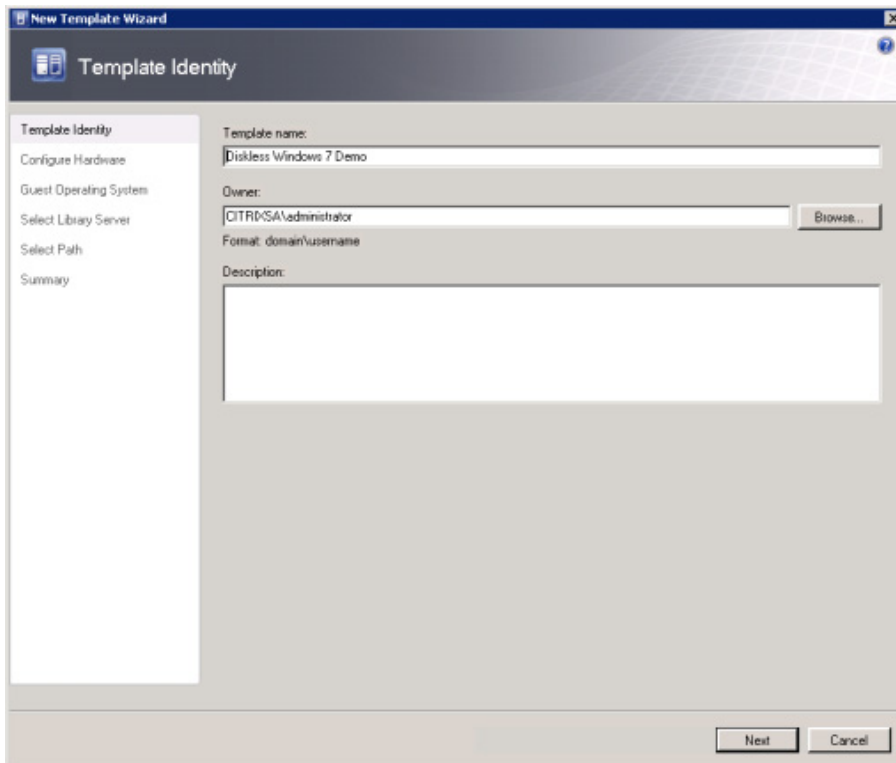 New Template Wizard
Template Identity
Template Identity
Configure Hardware
Guest Operating System
Select Library Server
Select Path
Summary
Template name:
Diskless Windows 7 Demo
Owner:
CITRIXSA\administrator
Browse...
Format: domain\username
Description:
Next
Cancel